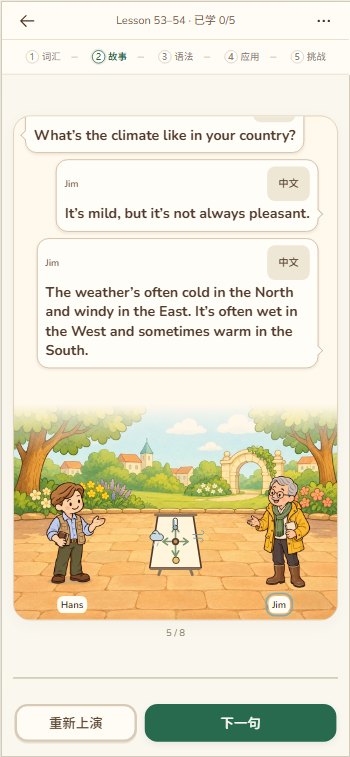 Lesson 53–54 · 已学 0/5
1 词汇 – 2 故事 – 3 语法 – 4 应用 – 5 挑战
What's the climate like in your country?
Jim 中文
It's mild, but it's not always pleasant.
Jim 中文
The weather's often cold in the North
and windy in the East. It's often wet in
the West and sometimes warm in the
South.
Hans Jim
5 / 8
重新上演 下一句